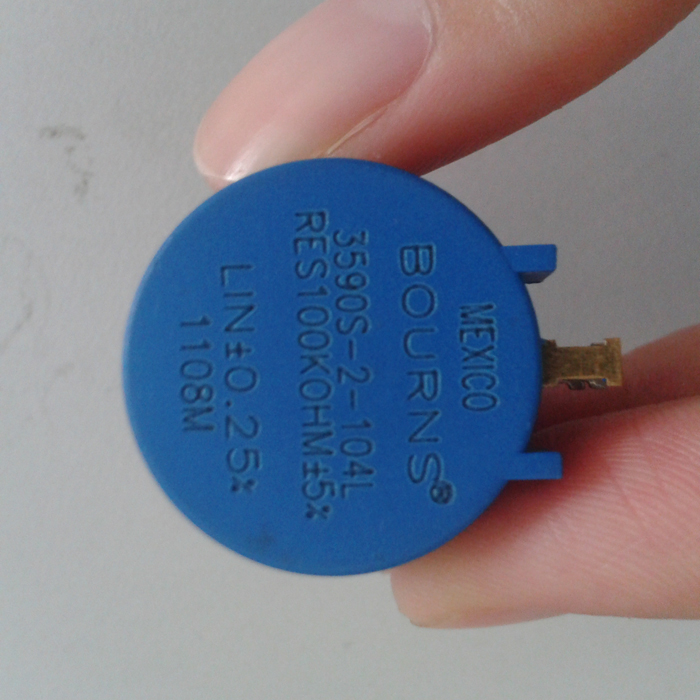 MEXICO
BOURNS®
3590S-2-104L
RES100KOHM±5%
LIN±0.25%
1108M